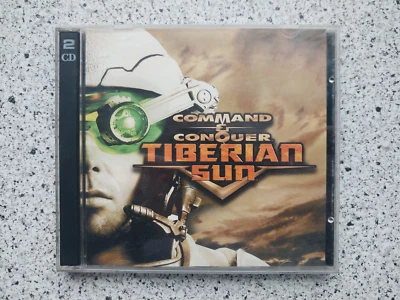 2
CD
COMMAND
&
CONQUER
TIBERIAN
SUN